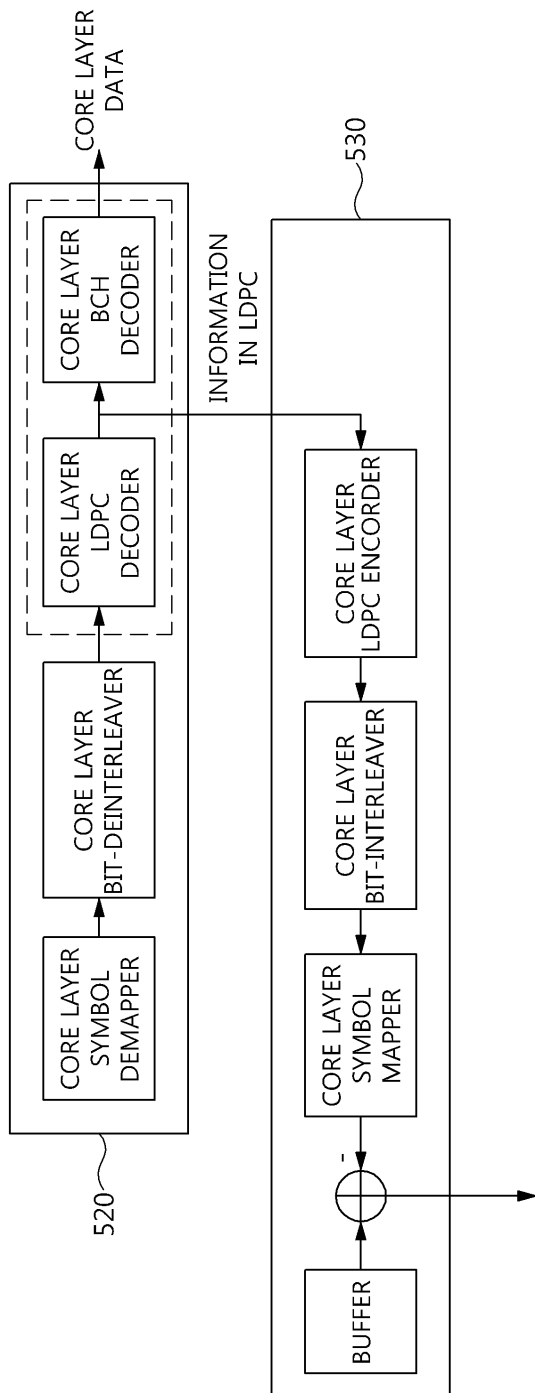 520
CORE LAYER
SYMBOL
DEMAPPER
CORE LAYER
BIT-DEINTERLEAVER
CORE LAYER
LDPC
DECODER
CORE LAYER
BCH
DECODER
CORE LAYER
DATA
INFORMATION
IN LDPC
530
BUFFER
-
CORE LAYER
SYMBOL
MAPPER
CORE LAYER
BIT-INTERLEAVER
CORE LAYER
LDPC ENCORDER